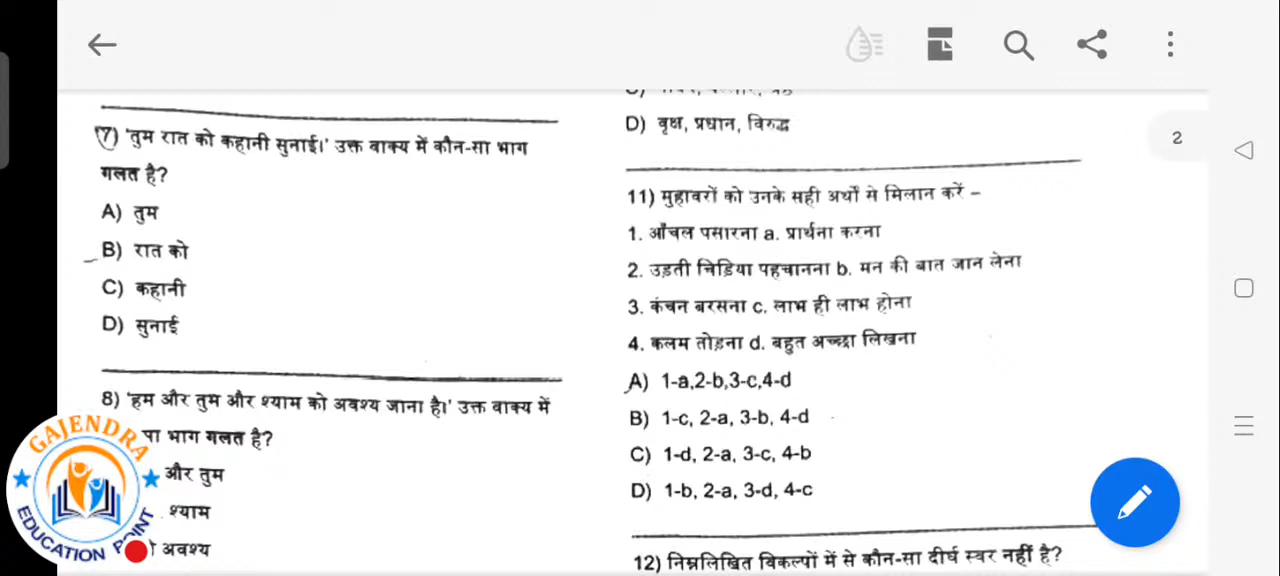 7) 'तुम रात को कहानी सुनाई।' उक्त वाक्य में कौन-सा भाग
गलत है?
A) तुम
B) रात को
C) कहानी
D) सुनाई
8) 'हम और तुम और श्याम को अवश्य जाना है।' उक्त वाक्य में
भाग गलत है?
और तुम
श्याम
अवश्य
D) वृक्ष, प्रधान, विरुद्ध
2
11) मुहावरों को उनके सही अर्थों से मिलान करें -
1. आँचल पसारना a. प्रार्थना करना
2. उड़ती चिड़िया पहचानना b. मन की बात जान लेना
3. कंचन बरसना c. लाभ ही लाभ होना
4. कलम तोड़ना d. बहुत अच्छा लिखना
A) 1-a,2-b,3-c,4-d
B) 1-c, 2-a, 3-b, 4-d
C) 1-d, 2-a, 3-c, 4-b
D) 1-b, 2-a, 3-d, 4-c
12) निम्नलिखित विकल्पों में से कौन-सा दीर्घ स्वर नहीं है?
GAJENDRA
EDUCATION